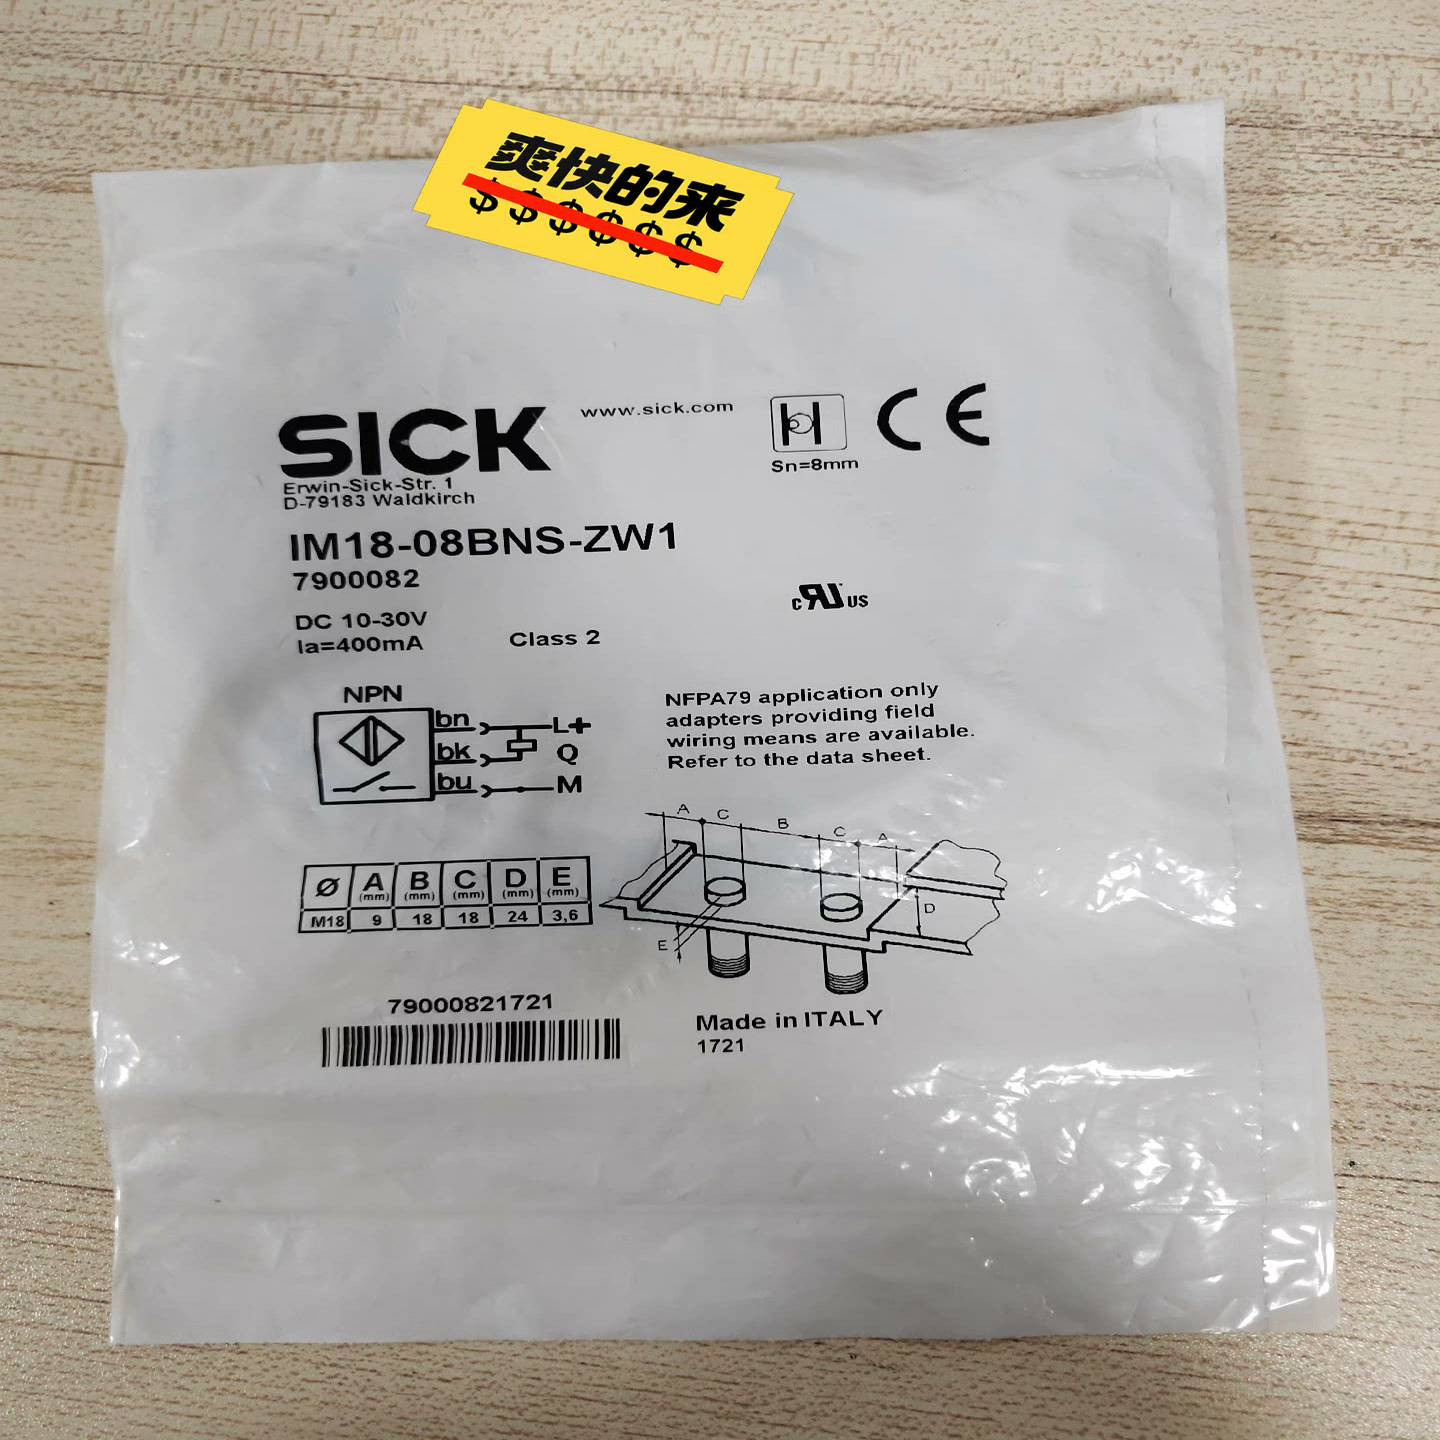 爽快的来
$$$$$$
SICK
www.sick.com
CE
Sn=8mm
Erwin-Sick-Str. 1
D-79183 Waldkirch
IM18-08BNS-ZW1
7900082
c RU US
DC 10-30V
Ia=400mA
Class 2
NPN
bn L+
bk Q
bu M
NFPA79 application only
adapters providing field
wiring means are available.
Refer to the data sheet.
A C B C A
D
E
Ø A (mm) B (mm) C (mm) D (mm) E (mm)
M18 9 18 18 24 3,6
79000821721
Made in ITALY
1721